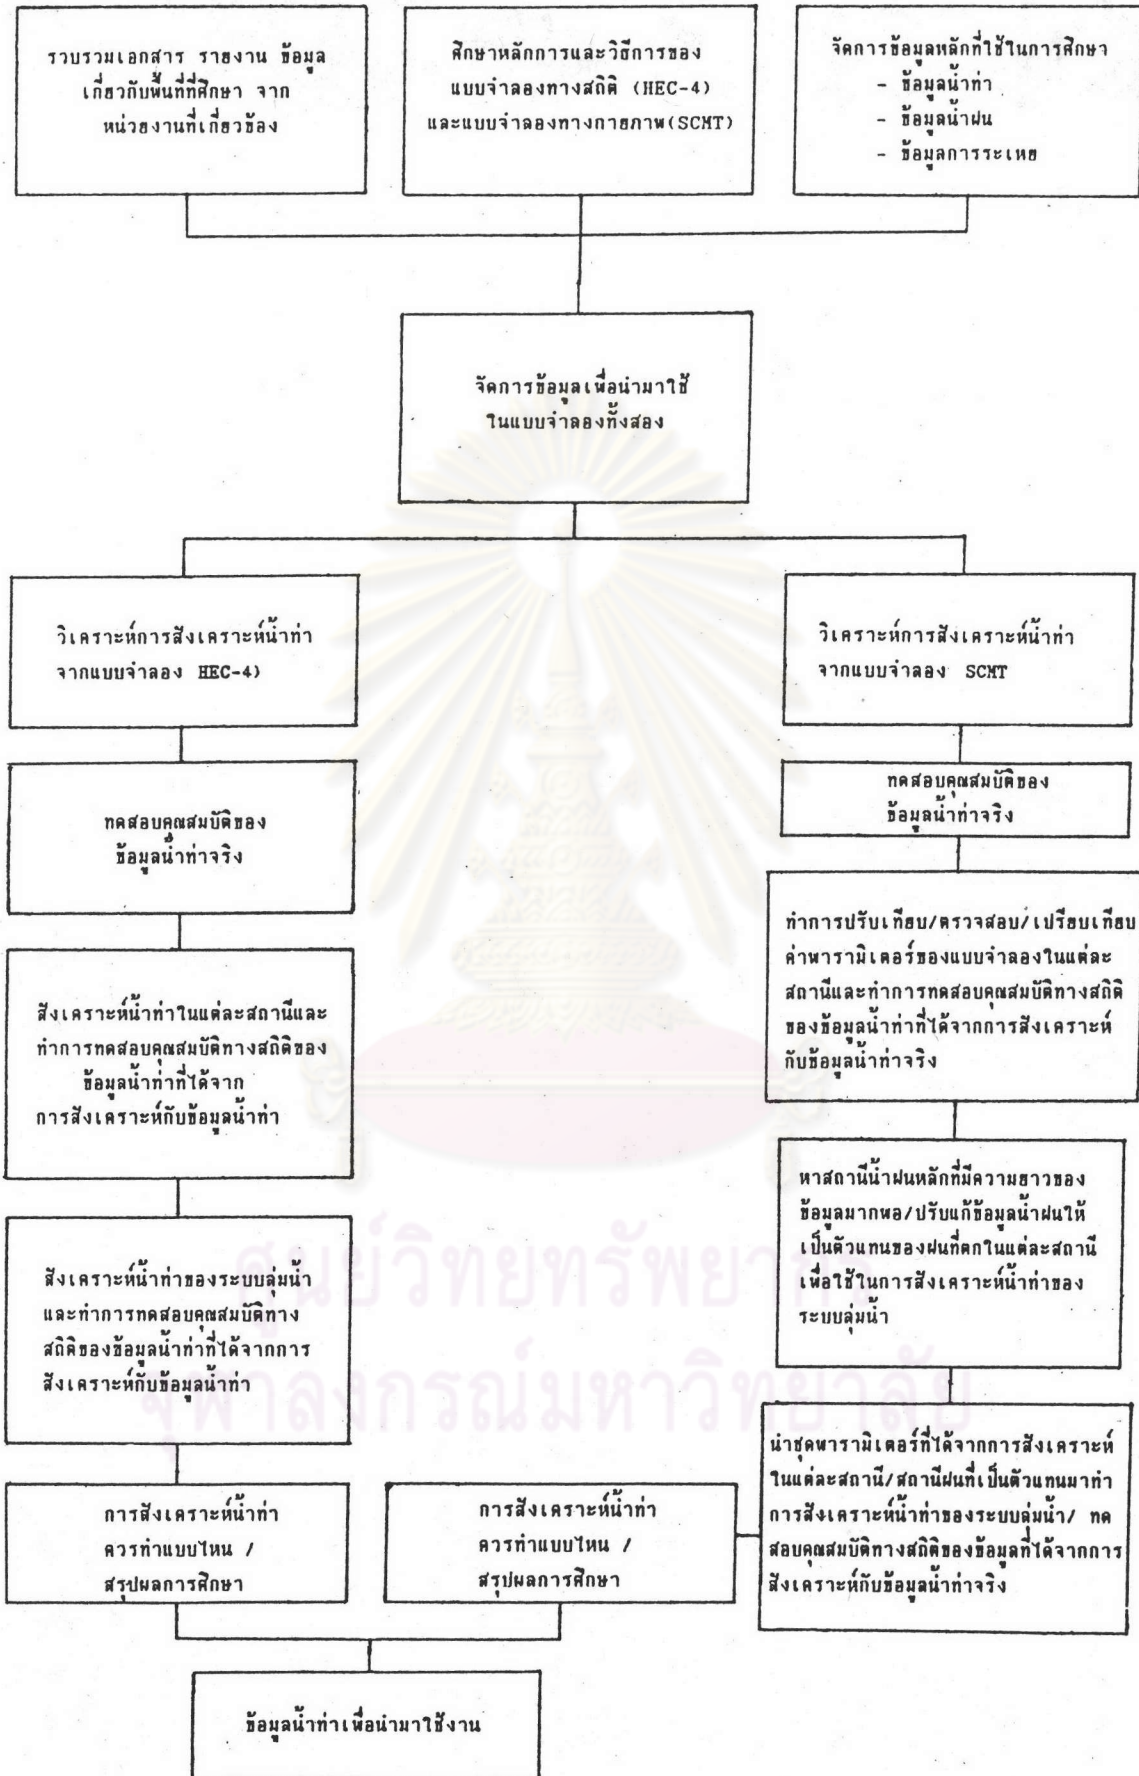 รวบรวมเอกสาร รายงาน ข้อมูล
เกี่ยวกับพื้นที่ที่ศึกษา จาก
หน่วยงานที่เกี่ยวข้อง
ศึกษาหลักการและวิธีการของ
แบบจำลองทางสถิติ (HEC-4)
และแบบจำลองทางกายภาพ(SCMT)
จัดการข้อมูลหลักที่ใช้ในการศึกษา
- ข้อมูลน้ำท่า
- ข้อมูลน้ำฝน
- ข้อมูลการระเหย
จัดการข้อมูลเพื่อนำมาใช้
ในแบบจำลองทั้งสอง
วิเคราะห์การสังเคราะห์น้ำท่า
จากแบบจำลอง HEC-4)
ทดสอบคุณสมบัติของ
ข้อมูลน้ำท่าจริง
สังเคราะห์น้ำท่าในแต่ละสถานีและ
ทำการทดสอบคุณสมบัติทางสถิติของ
ข้อมูลน้ำท่าที่ได้จาก
การสังเคราะห์กับข้อมูลน้ำท่า
สังเคราะห์น้ำท่าของระบบลุ่มน้ำ
และทำการทดสอบคุณสมบัติทาง
สถิติของข้อมูลน้ำท่าที่ได้จากการ
สังเคราะห์กับข้อมูลน้ำท่า
การสังเคราะห์น้ำท่า
ควรทำแบบไหน /
สรุปผลการศึกษา
วิเคราะห์การสังเคราะห์น้ำท่า
จากแบบจำลอง SCMT
ทดสอบคุณสมบัติของ
ข้อมูลน้ำท่าจริง
ทำการปรับเทียบ/ตรวจสอบ/เปรียบเทียบ
ค่าพารามิเตอร์ของแบบจำลองในแต่ละ
สถานีและทำการทดสอบคุณสมบัติทางสถิติ
ของข้อมูลน้ำท่าที่ได้จากการสังเคราะห์
กับข้อมูลน้ำท่าจริง
หาสถานีน้ำฝนหลักที่มีความยาวของ
ข้อมูลมากพอ/ปรับแก้ข้อมูลน้ำฝนให้
เป็นตัวแทนของฝนที่ตกในแต่ละสถานี
เพื่อใช้ในการสังเคราะห์น้ำท่าของ
ระบบลุ่มน้ำ
นำชุดพารามิเตอร์ที่ได้จากการสังเคราะห์
ในแต่ละสถานี/สถานีฝนที่เป็นตัวแทนมาทำ
การสังเคราะห์น้ำท่าของระบบลุ่มน้ำ/ ทด
สอบคุณสมบัติทางสถิติของข้อมูลที่ได้จากการ
สังเคราะห์กับข้อมูลน้ำท่าจริง
การสังเคราะห์น้ำท่า
ควรทำแบบไหน /
สรุปผลการศึกษา
ข้อมูลน้ำท่าเพื่อนำมาใช้งาน
ศูนย์วิทยทรัพยากร
จุฬาลงกรณ์มหาวิทยาลัย